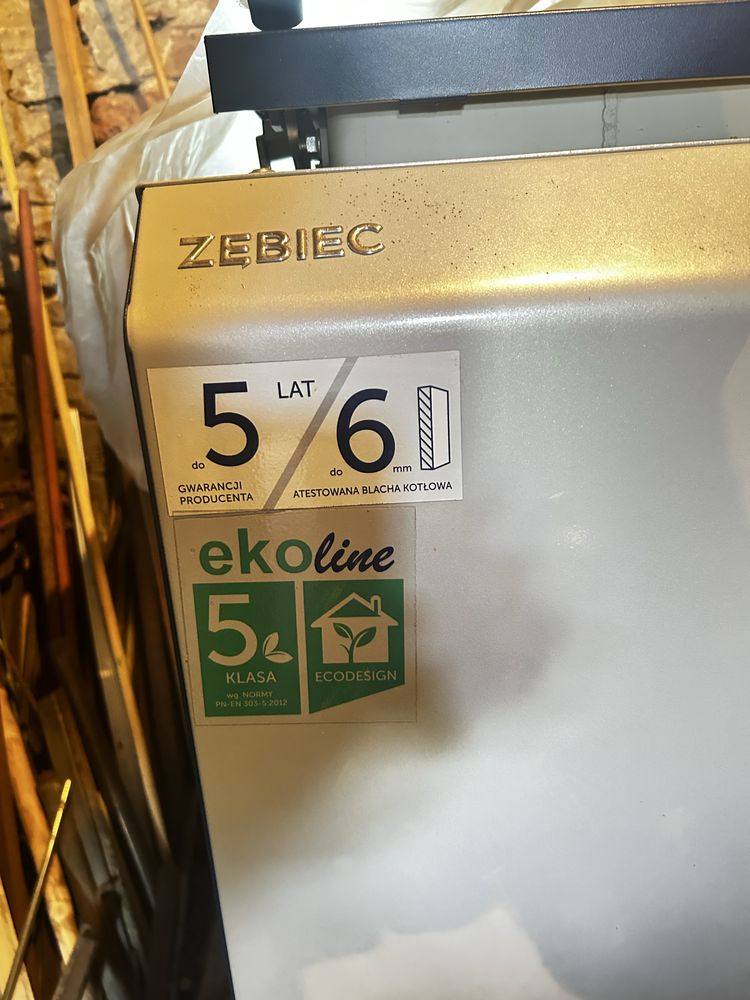 ZĘBIEC
do 5 LAT / do 6 mm
GWARANCJI
PRODUCENTA
ATESTOWANA BLACHA KOTŁOWA
ekoline
5
KLASA
wg NORMY
PN-EN 303-5:2012
ECODESIGN